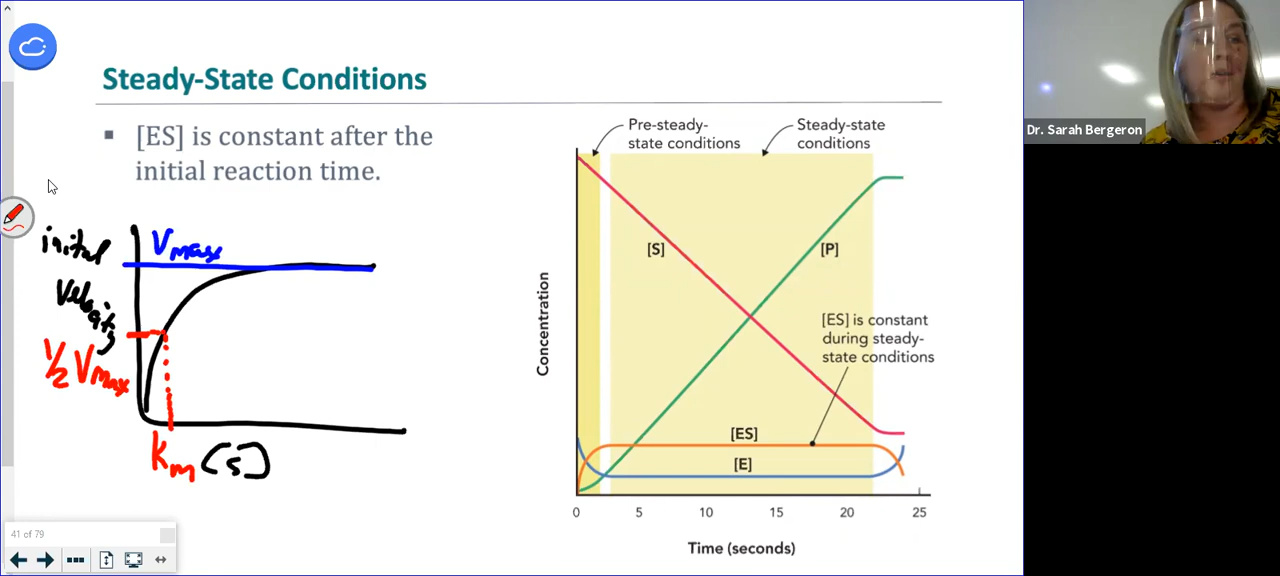 Steady-State Conditions
▪ [ES] is constant after the
initial reaction time.
inital
Velocity
Vmax
1/2 Vmax
Km [S]
Pre-steady-
state conditions
Steady-state
conditions
[S]
[P]
[ES] is constant
during steady-
state conditions
[ES]
[E]
Concentration
0 5 10 15 20 25
Time (seconds)
41 of 79
Dr. Sarah Bergeron